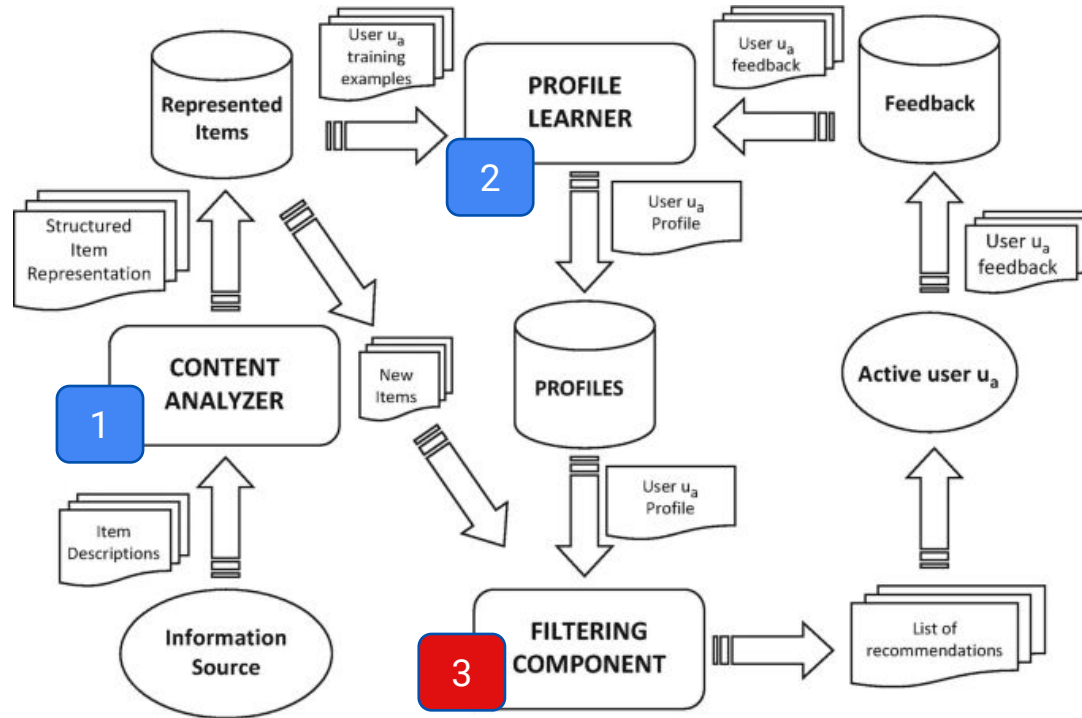 User uₐ
training
examples
User uₐ
feedback
Represented
Items
PROFILE
LEARNER
Feedback
2
User uₐ
Profile
Structured
Item
Representation
User uₐ
feedback
CONTENT
ANALYZER
1
New
Items
PROFILES
Active user uₐ
User uₐ
Profile
Item
Descriptions
Information
Source
FILTERING
COMPONENT
3
List of
recommendations